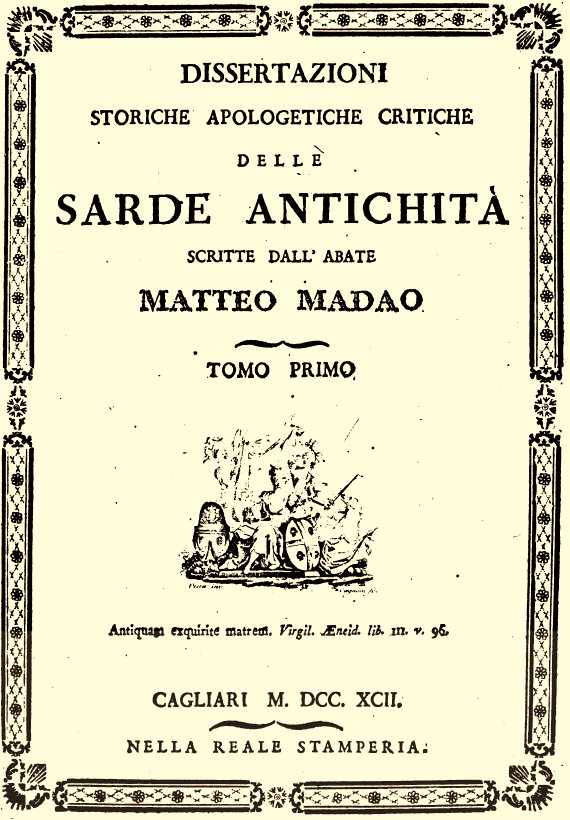 DISSERTAZIONI
STORICHE APOLOGETICHE CRITICHE
DELLE
SARDE ANTICHITÀ
SCRITTE DALL' ABATE
MATTEO MADAO
TOMO PRIMO
Antiquam exquirite matrem. Virgil. Æneid. lib. III. v. 96.
CAGLIARI M. DCC. XCII.
NELLA REALE STAMPERIA.